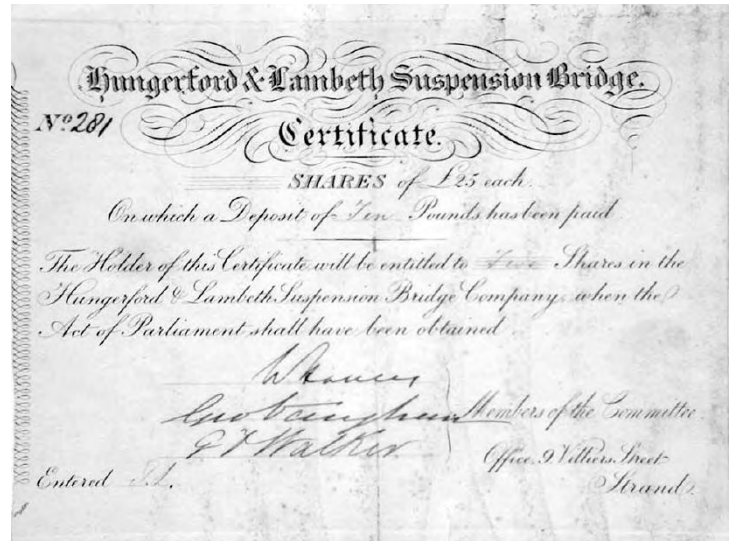 Hungerford & Lambeth Suspension Bridge.
Nº 281
Certificate.
SHARES of £25 each
On which a Deposit of Ten Pounds has been paid
The Holder of this Certificate will be entitled to Five Shares in the
Hungerford & Lambeth Suspension Bridge Company, when the
Act of Parliament shall have been obtained
Geo Vaughan
Members of the Committee.
G F Walker
Office, 9 Villiers Street
Entered
Strand.